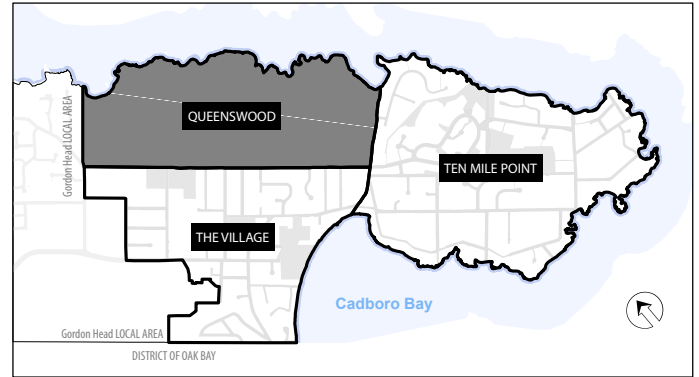 Gordon Head LOCAL AREA
QUEENSWOOD
TEN MILE POINT
THE VILLAGE
Cadboro Bay
Gordon Head LOCAL AREA
DISTRICT OF OAK BAY